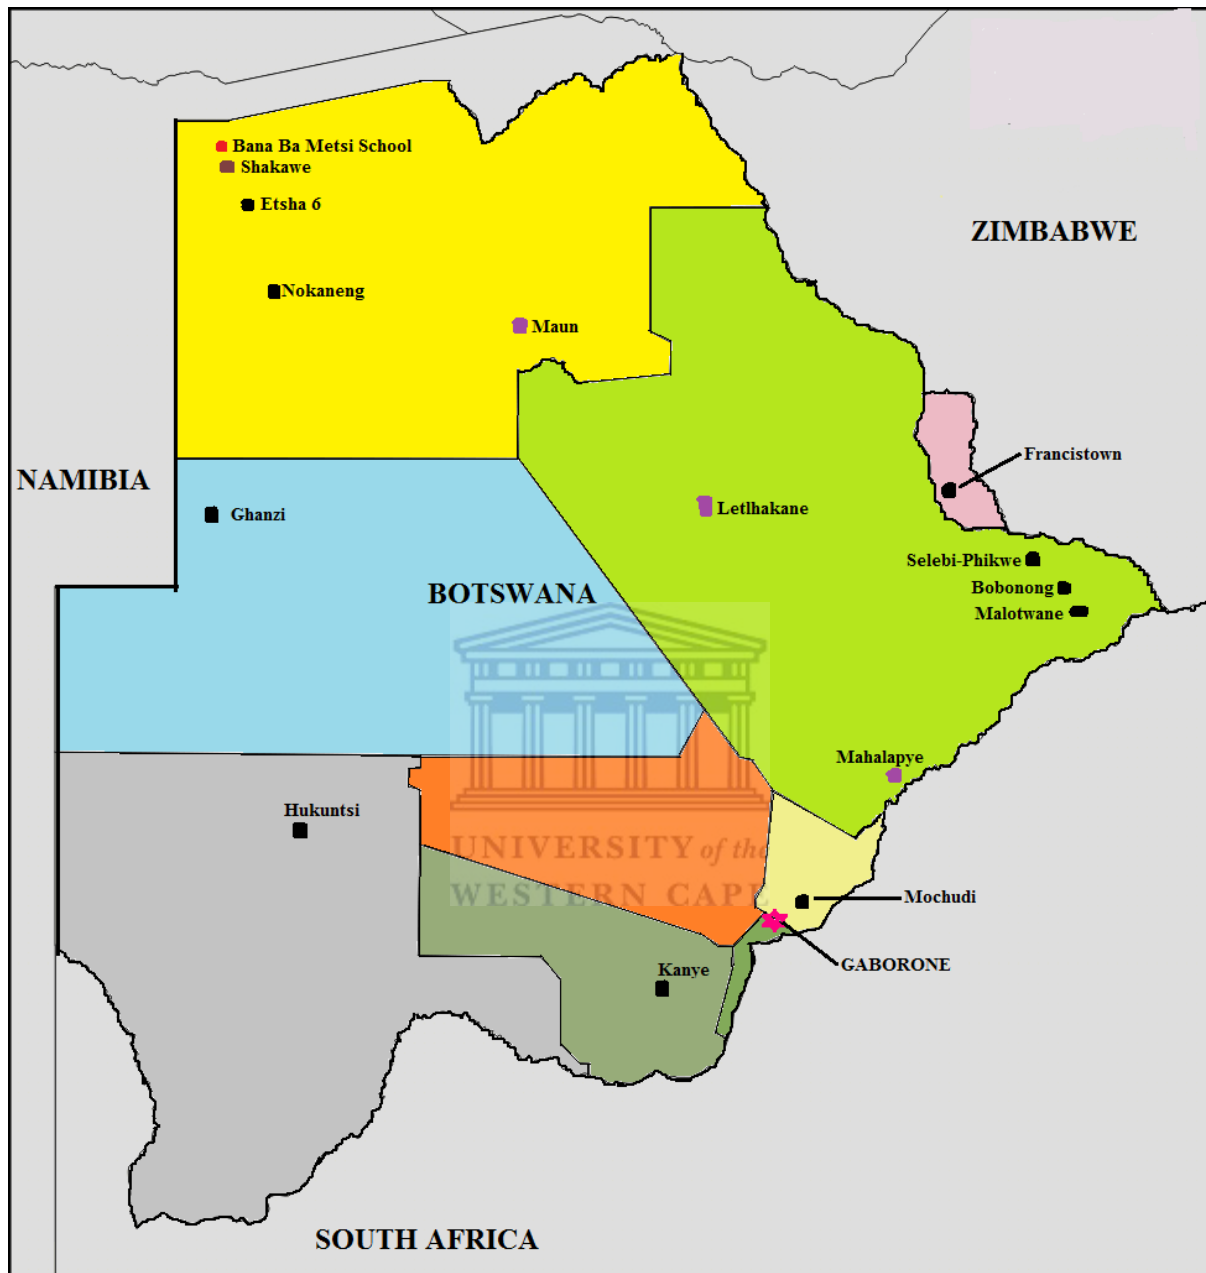 Bana Ba Metsi School
Shakawe
Etsha 6
ZIMBABWE
Nokaneng
Maun
Francistown
NAMIBIA
Ghanzi
Letlhakane
Selebi-Phikwe
BOTSWANA
Bobonong
Malotwane
Mahalapye
Hukuntsi
UNIVERSITY of the
WESTERN CAPE
Mochudi
GABORONE
Kanye
SOUTH AFRICA